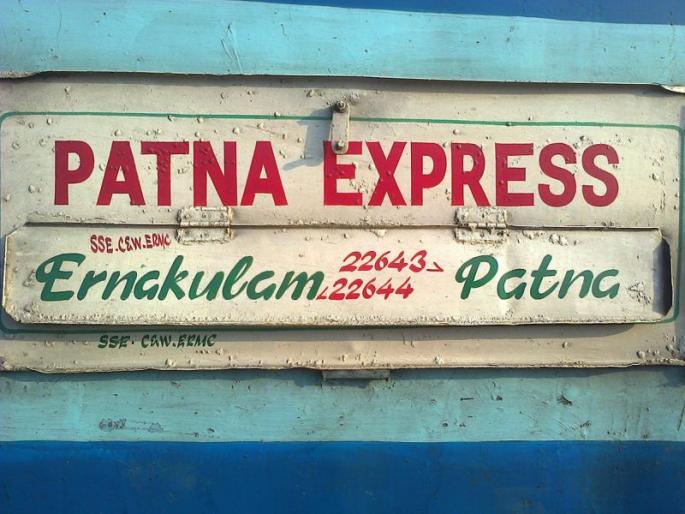 PATNA EXPRESS
SSE.C&W.ERMC
Ernakulam 22643 Patna
22644
SSE. C&W.ERMC